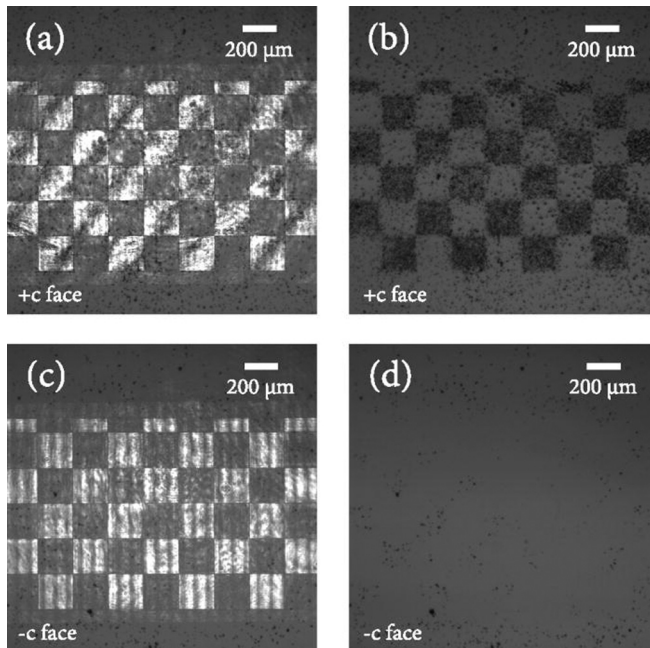 (a)
200 μm
+c face
(b)
200 μm
+c face
(c)
200 μm
-c face
(d)
200 μm
-c face